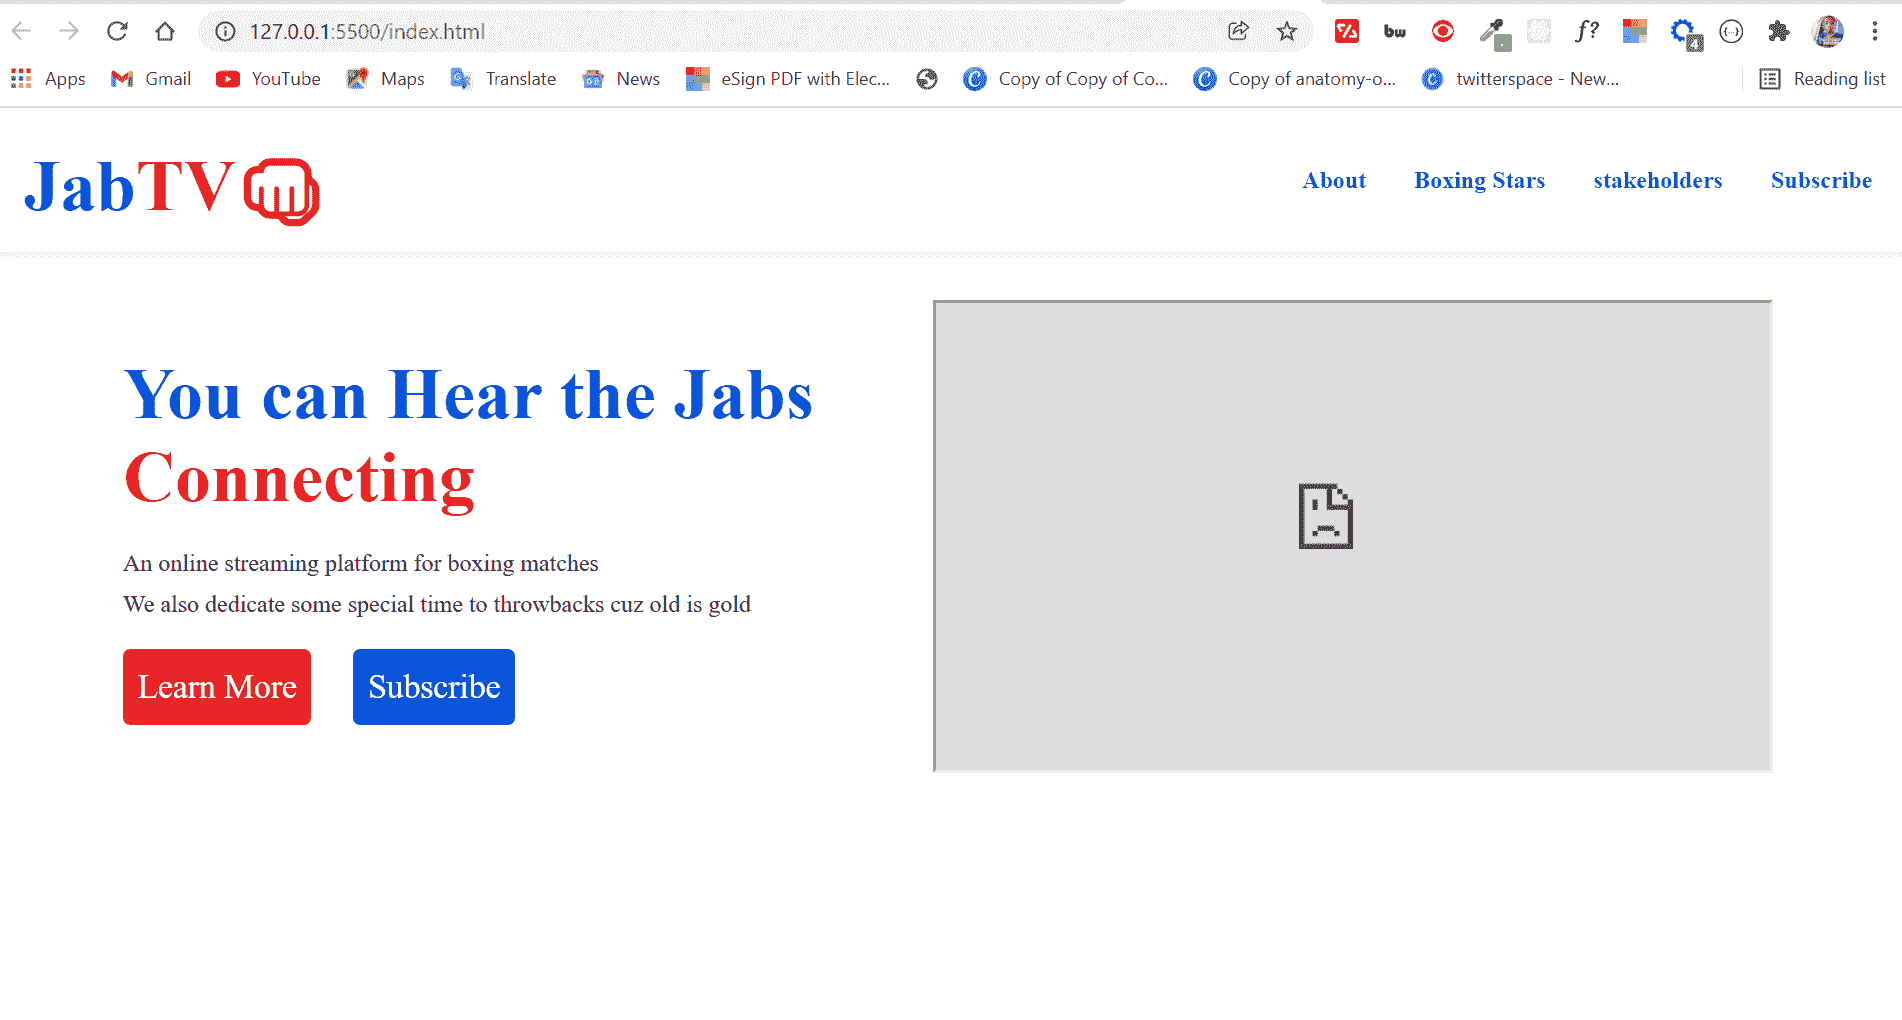 127.0.0.1:5500/index.html
bw
f?
4
Apps
Gmail
YouTube
Maps
Translate
News
eSign PDF with Elec...
Copy of Copy of Co...
Copy of anatomy-o...
twitterspace - New...
Reading list
JabTV
About
Boxing Stars
stakeholders
Subscribe
You can Hear the Jabs
Connecting
An online streaming platform for boxing matches
We also dedicate some special time to throwbacks cuz old is gold
Learn More
Subscribe